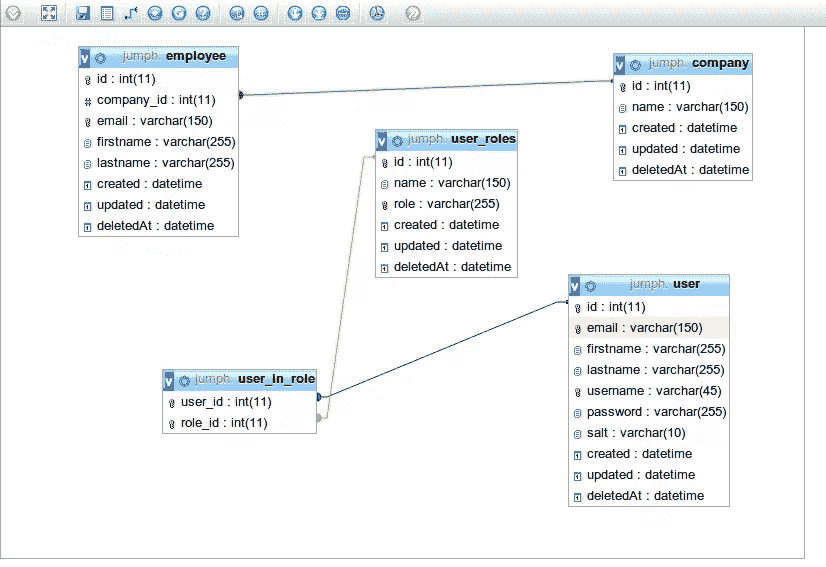 jumph. employee
id : int(11)
company_id : int(11)
email : varchar(150)
firstname : varchar(255)
lastname : varchar(255)
created : datetime
updated : datetime
deletedAt : datetime
jumph. company
id : int(11)
name : varchar(150)
created : datetime
updated : datetime
deletedAt : datetime
jumph. user_roles
id : int(11)
name : varchar(150)
role : varchar(255)
created : datetime
updated : datetime
deletedAt : datetime
jumph. user
id : int(11)
email : varchar(150)
firstname : varchar(255)
lastname : varchar(255)
username : varchar(45)
password : varchar(255)
salt : varchar(10)
created : datetime
updated : datetime
deletedAt : datetime
jumph. user_in_role
user_id : int(11)
role_id : int(11)